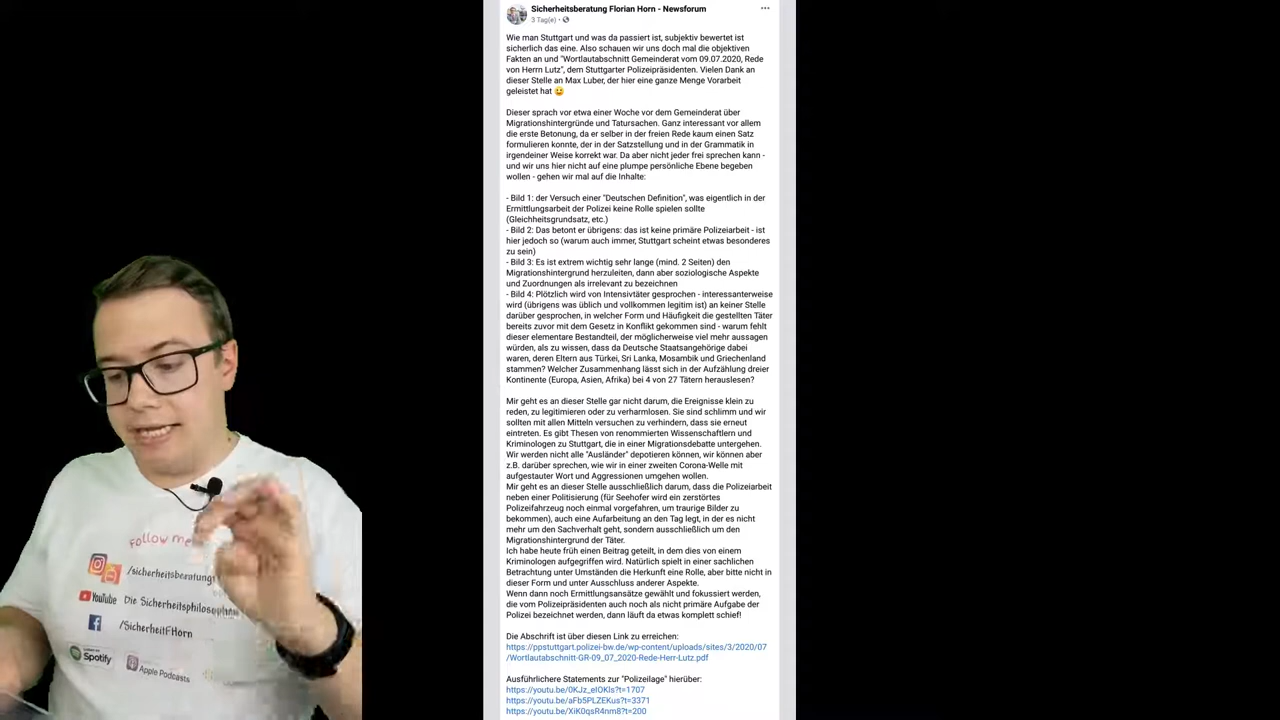 Sicherheitsberatung Florian Horn - Newsforum
3 Tag(e) ·
Wie man Stuttgart und was da passiert ist, subjektiv bewertet ist
sicherlich das eine. Also schauen wir uns doch mal die objektiven
Fakten an und "Wortlautabschnitt Gemeinderat vom 09.07.2020, Rede
von Herrn Lutz", dem Stuttgarter Polizeipräsidenten. Vielen Dank an
dieser Stelle an Max Luber, der hier eine ganze Menge Vorarbeit
geleistet hat 😀
Dieser sprach vor etwa einer Woche vor dem Gemeinderat über
Migrationshintergründe und Tatursachen. Ganz interessant vor allem
die erste Betonung, da er selber in der freien Rede kaum einen Satz
formulieren konnte, der in der Satzstellung und in der Grammatik in
irgendeiner Weise korrekt war. Da aber nicht jeder frei sprechen kann -
und wir uns hier nicht auf eine plumpe persönliche Ebene begeben
wollen - gehen wir mal auf die Inhalte:
- Bild 1: der Versuch einer "Deutschen Definition", was eigentlich in der
Ermittlungsarbeit der Polizei keine Rolle spielen sollte
(Gleichheitsgrundsatz, etc.)
- Bild 2: Das betont er übrigens: das ist keine primäre Polizeiarbeit - ist
hier jedoch so (warum auch immer, Stuttgart scheint etwas besonderes
zu sein)
- Bild 3: Es ist extrem wichtig sehr lange (mind. 2 Seiten) den
Migrationshintergrund herzuleiten, dann aber soziologische Aspekte
und Zuordnungen als irrelevant zu bezeichnen
- Bild 4: Plötzlich wird von Intensivtäter gesprochen - interessanterweise
wird (übrigens was üblich und vollkommen legitim ist) an keiner Stelle
darüber gesprochen, in welcher Form und Häufigkeit die gestellten Täter
bereits zuvor mit dem Gesetz in Konflikt gekommen sind - warum fehlt
dieser elementare Bestandteil, der möglicherweise viel mehr aussagen
würden, als zu wissen, dass da Deutsche Staatsangehörige dabei
waren, deren Eltern aus Türkei, Sri Lanka, Mosambik und Griechenland
stammen? Welcher Zusammenhang lässt sich in der Aufzählung dreier
Kontinente (Europa, Asien, Afrika) bei 4 von 27 Tätern herauslesen?
Mir geht es an dieser Stelle gar nicht darum, die Ereignisse klein zu
reden, zu legitimieren oder zu verharmlosen. Sie sind schlimm und wir
sollten mit allen Mitteln versuchen zu verhindern, dass sie erneut
eintreten. Es gibt Thesen von renommierten Wissenschaftlern und
Kriminologen zu Stuttgart, die in einer Migrationsdebatte untergehen.
Wir werden nicht alle "Ausländer" depotieren können, wir können aber
z.B. darüber sprechen, wie wir in einer zweiten Corona-Welle mit
aufgestauter Wort und Aggressionen umgehen wollen.
Mir geht es an dieser Stelle ausschließlich darum, dass die Polizeiarbeit
neben einer Politisierung (für Seehofer wird ein zerstörtes
Polizeifahrzeug noch einmal vorgefahren, um traurige Bilder zu
bekommen), auch eine Aufarbeitung an den Tag legt, in der es nicht
mehr um den Sachverhalt geht, sondern ausschließlich um den
Migrationshintergrund der Täter.
Ich habe heute früh einen Beitrag geteilt, in dem dies von einem
Kriminologen aufgegriffen wird. Natürlich spielt in einer sachlichen
Betrachtung unter Umständen die Herkunft eine Rolle, aber bitte nicht in
dieser Form und unter Ausschluss anderer Aspekte.
Wenn dann noch Ermittlungsansätze gewählt und fokussiert werden,
die vom Polizeipräsidenten auch noch als nicht primäre Aufgabe der
Polizei bezeichnet werden, dann läuft da etwas komplett schief!
Die Abschrift ist über diesen Link zu erreichen:
https://ppstuttgart.polizei-bw.de/wp-content/uploads/sites/3/2020/07
/Wortlautabschnitt-GR-09_07_2020-Rede-Herr-Lutz.pdf
Ausführlichere Statements zur "Polizeilage" hierüber:
https://youtu.be/0KJz_eIOKls?t=1707
https://youtu.be/aFb5PLZEKus?t=3371
https://youtu.be/XiK0qsR4nm8?t=200
Follow me
/sicherheitsberatung
YouTube Die Sicherheitsphilosoph
/SicherheitFHorn
Spotify
Apple Podcasts